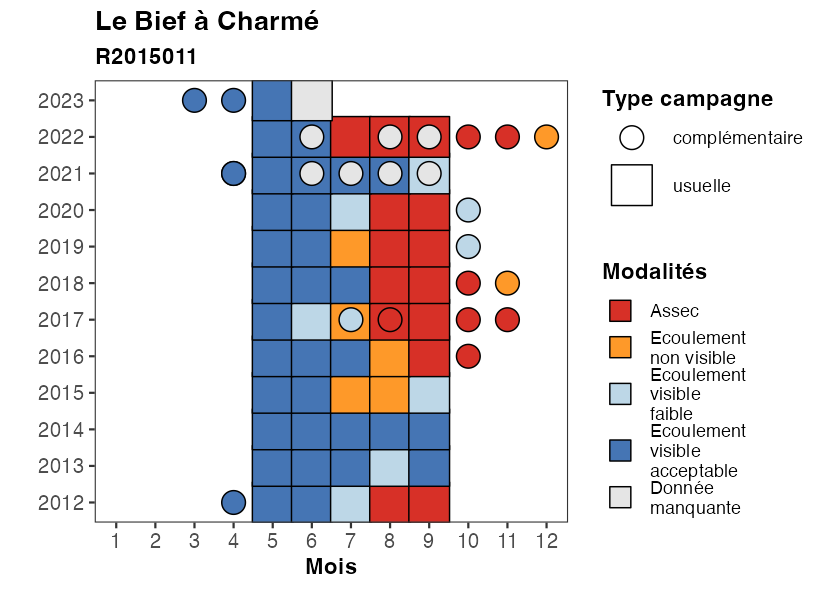 Le Bief à Charmé
R2015011
2023
2022
2021
2020
2019
2018
2017
2016
2015
2014
2013
2012
1 2 3 4 5 6 7 8 9 10 11 12
Mois
Type campagne
complémentaire
usuelle
Modalités
Assec
Ecoulement
non visible
Ecoulement
visible
faible
Ecoulement
visible
acceptable
Donnée
manquante